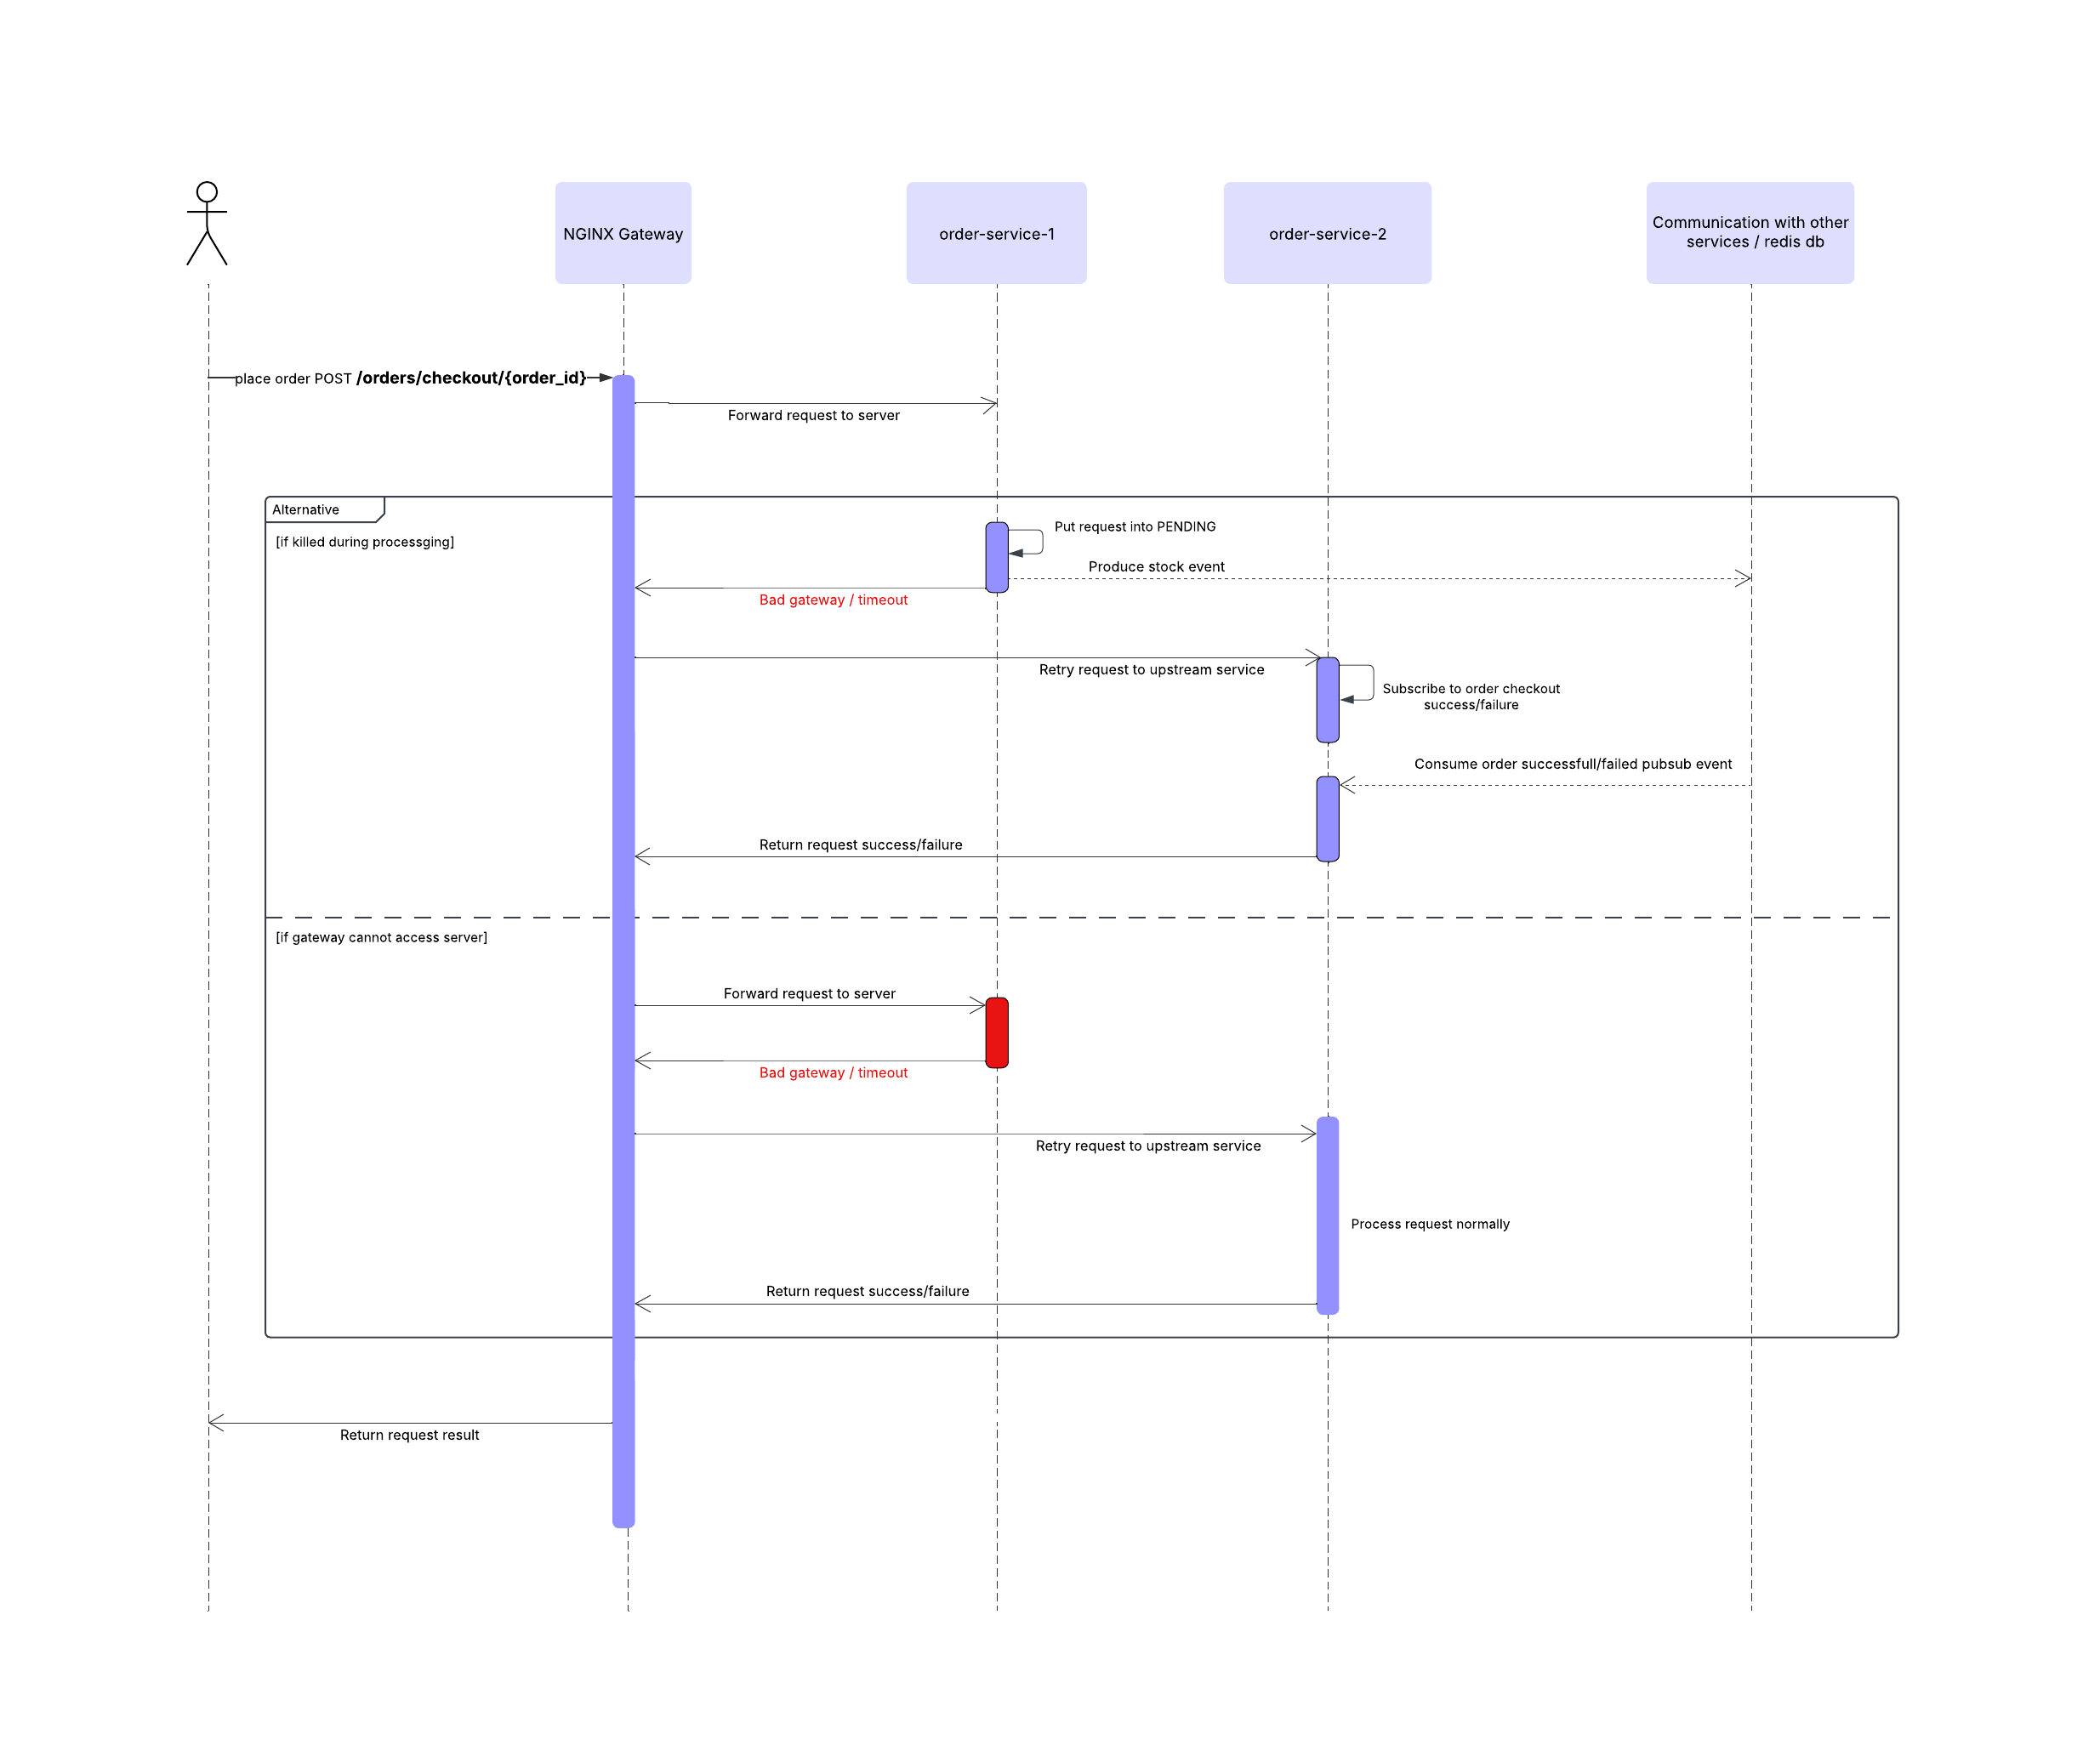 NGINX Gateway
order-service-1
order-service-2
Communication with other
services / redis db
place order POST /orders/checkout/{order_id}
Forward request to server
Alternative
[if killed during processging]
Put request into PENDING
Produce stock event
Bad gateway / timeout
Retry request to upstream service
Subscribe to order checkout
success/failure
Consume order successfull/failed pubsub event
Return request success/failure
[if gateway cannot access server]
Forward request to server
Bad gateway / timeout
Retry request to upstream service
Process request normally
Return request success/failure
Return request result